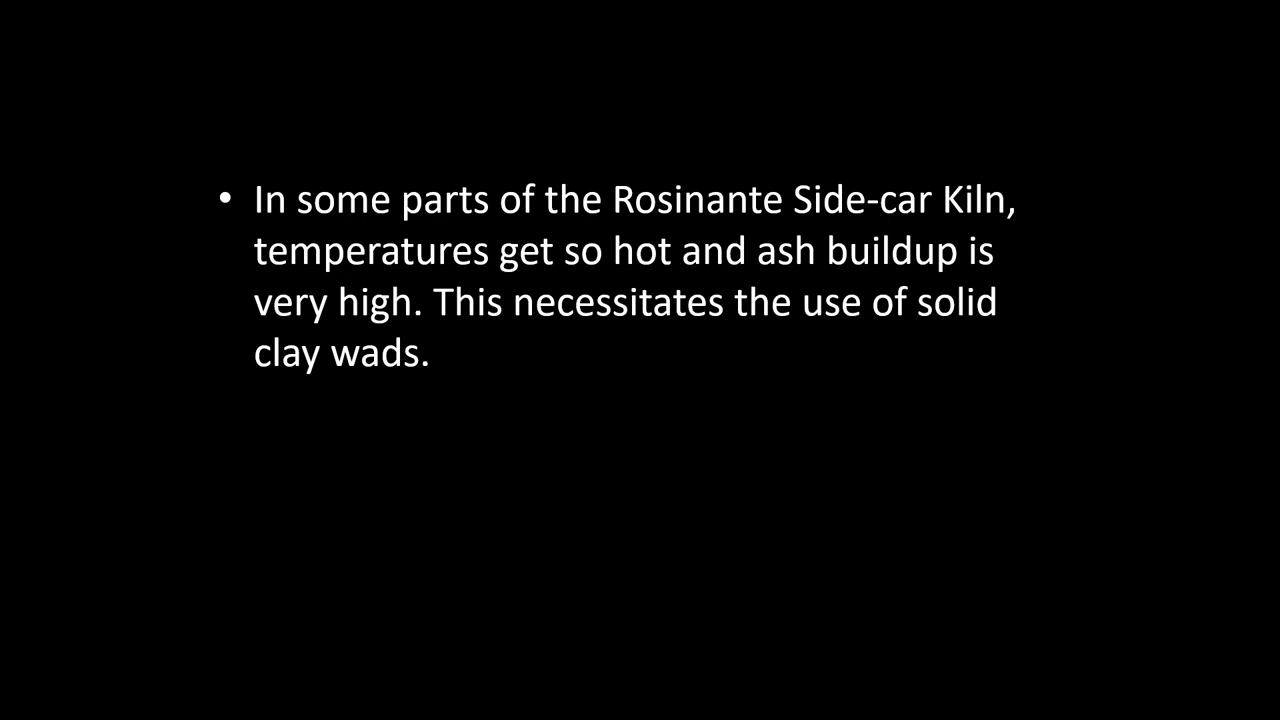 • In some parts of the Rosinante Side-car Kiln,
temperatures get so hot and ash buildup is
very high. This necessitates the use of solid
clay wads.